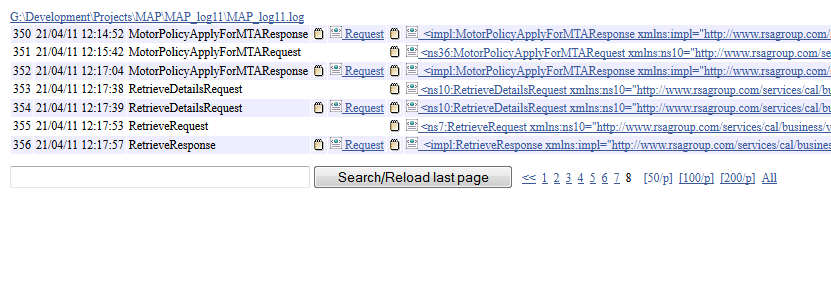 G:\Development\Projects\MAP\MAP_log11\MAP_log11.log
350 21/04/11 12:14:52 MotorPolicyApplyForMTAResponse Request <impl:MotorPolicyApplyForMTAResponse xmlns:impl="http://www.rsagroup.com/
351 21/04/11 12:15:42 MotorPolicyApplyForMTARequest <ns36:MotorPolicyApplyForMTARequest xmlns:ns10="http://www.rsagroup.com/se
352 21/04/11 12:17:04 MotorPolicyApplyForMTAResponse Request <impl:MotorPolicyApplyForMTAResponse xmlns:impl="http://www.rsagroup.com/
353 21/04/11 12:17:38 RetrieveDetailsRequest <ns10:RetrieveDetailsRequest xmlns:ns10="http://www.rsagroup.com/services/cal/bus
354 21/04/11 12:17:39 RetrieveDetailsRequest <ns10:RetrieveDetailsRequest xmlns:ns10="http://www.rsagroup.com/services/cal/bus
355 21/04/11 12:17:53 RetrieveRequest <ns7:RetrieveRequest xmlns:ns10="http://www.rsagroup.com/services/cal/business/v
356 21/04/11 12:17:57 RetrieveResponse Request <impl:RetrieveResponse xmlns:impl="http://www.rsagroup.com/services/cal/busine
Search/Reload last page << 1 2 3 4 5 6 7 8 [50/p] [100/p] [200/p] All